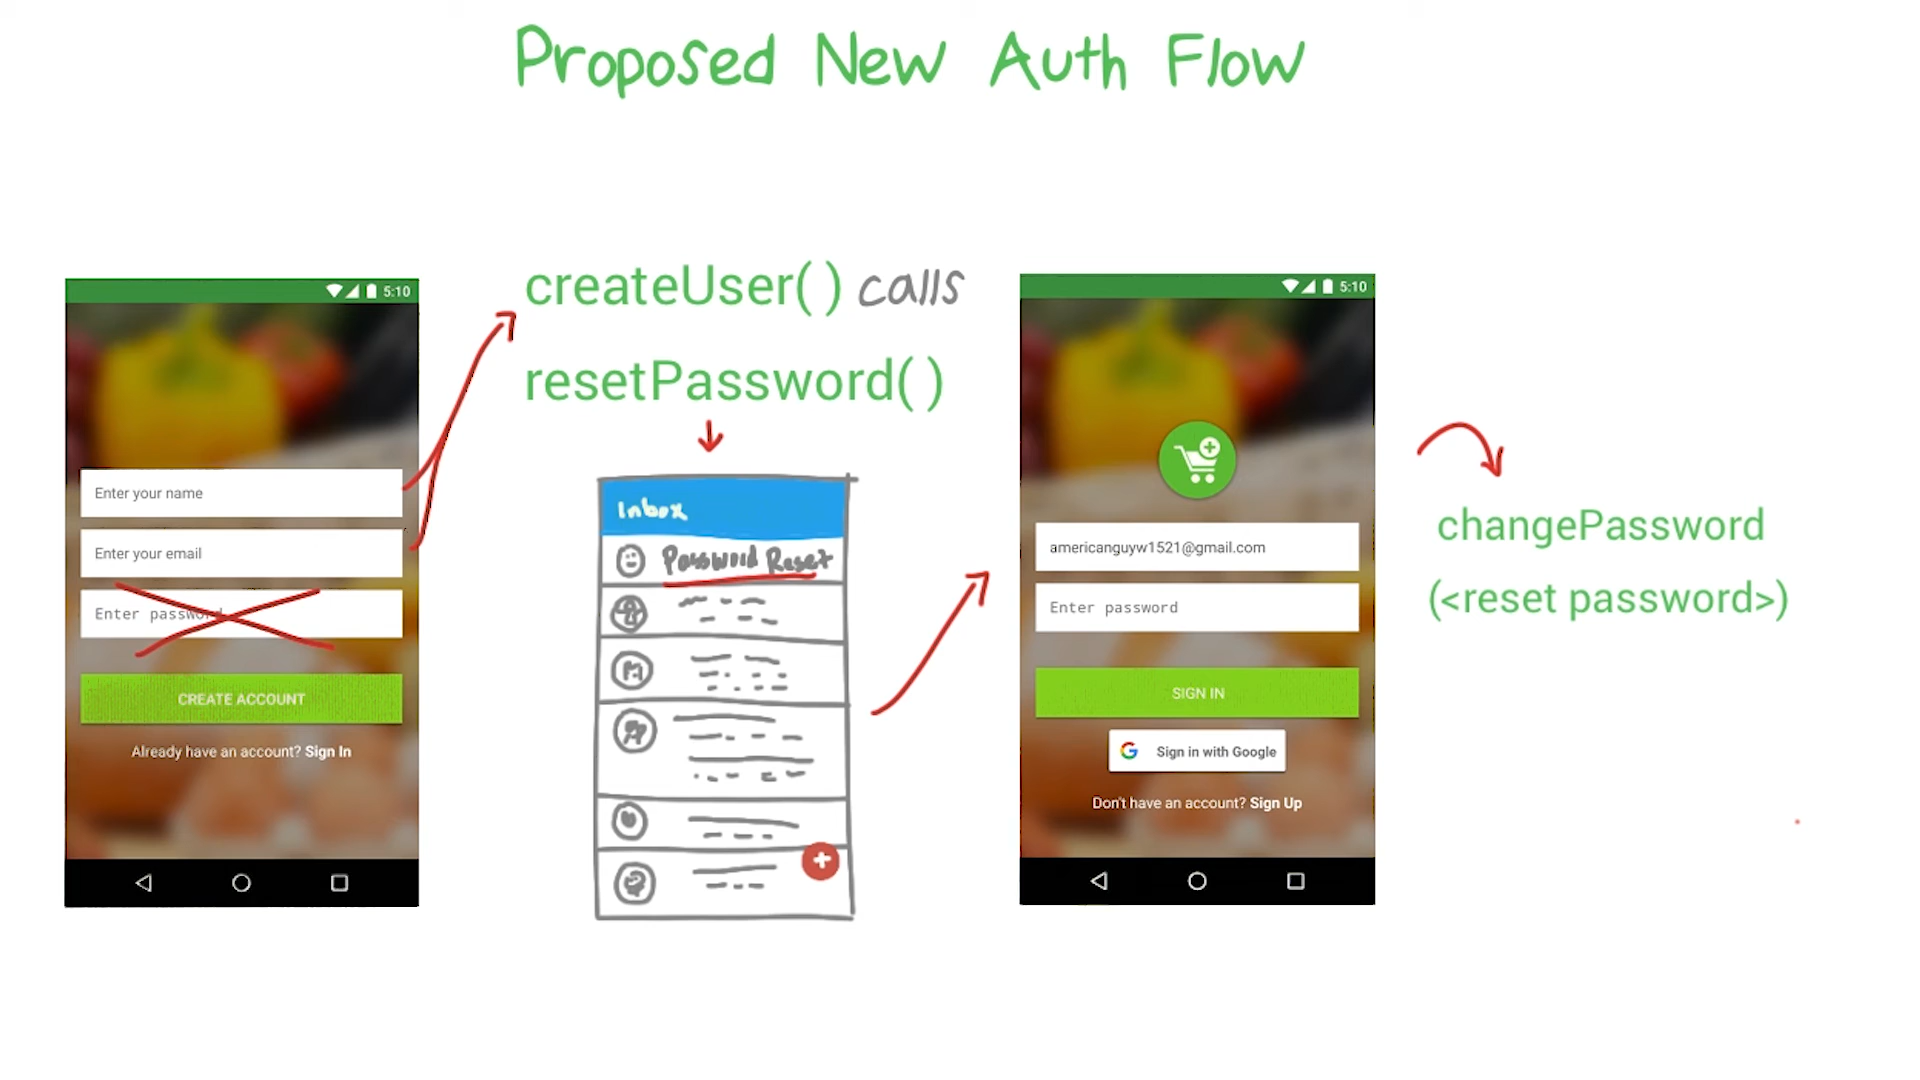 Proposed New Auth Flow
5:10
Enter your name
Enter your email
Enter password
CREATE ACCOUNT
Already have an account? Sign In
createUser() calls
resetPassword()
Inbox
Password Reset
5:10
americanguyw1521@gmail.com
Enter password
SIGN IN
Sign in with Google
Don't have an account? Sign Up
changePassword
(<reset password>)